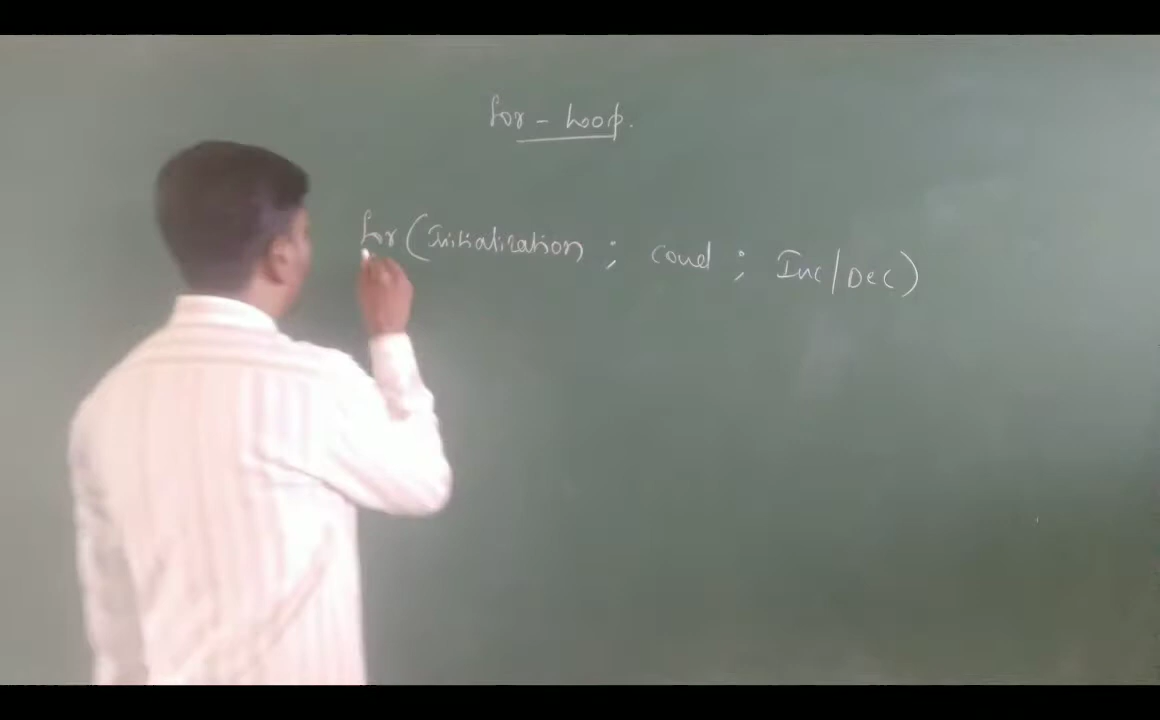 for - Loop.
for (Initialization ; cond ; Inc/Dec)